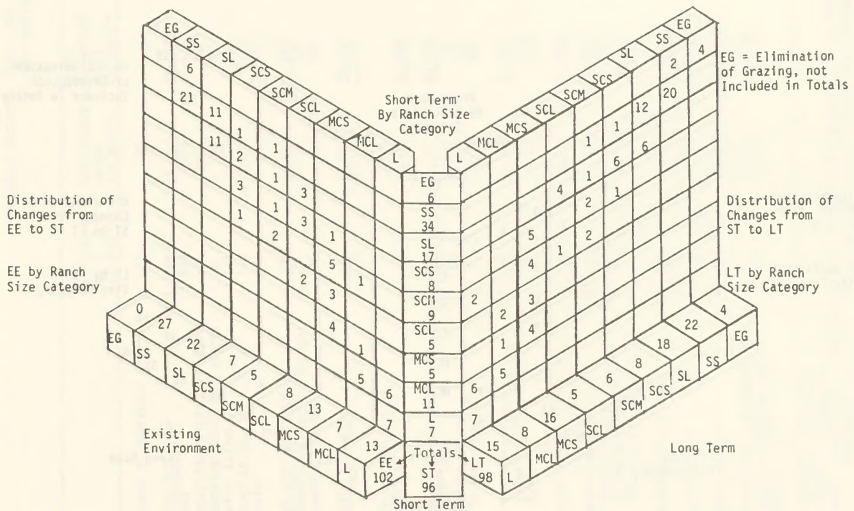 EG SS SL SCS SCM SCL MCS MCL L
L MCL MCS SCL SCM SCS SL SS EG
Short Term
By Ranch Size
Category
EG = Elimination
of Grazing, not
Included in Totals
6
21
11
11
1
2
3
1
1
1
1
2
3
3
2
1
5
3
4
1
1
5
6
7
EG
6
SS
34
SL
17
SCS
8
SCM
9
SCL
5
MCS
5
MCL
11
L
7
2
6
7
2
1
5
5
4
3
4
4
1
1
2
2
1
6
1
12
6
2
20
4
Distribution of
Changes from
EE to ST
EE by Ranch
Size Category
Distribution of
Changes from
ST to LT
LT by Ranch
Size Category
0 27 22 7 5 8 13 7 13
EG SS SL SCS SCM SCL MCS MCL L
15 8 16 5 6 8 18 22 4
L MCL MCS SCL SCM SCS SL SS EG
Existing
Environment
Totals
EE
102
ST
96
LT
98
Short Term
Long Term